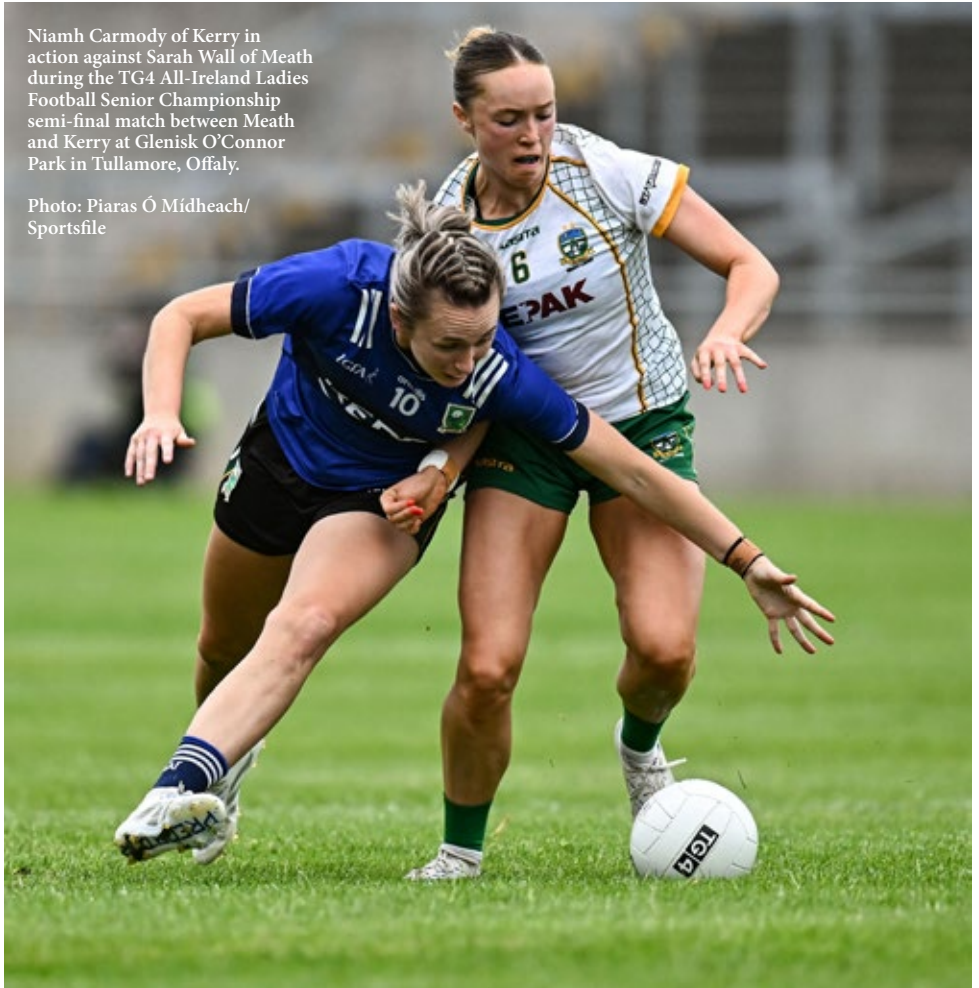 Niamh Carmody of Kerry in
action against Sarah Wall of Meath
during the TG4 All-Ireland Ladies
Football Senior Championship
semi-final match between Meath
and Kerry at Glenisk O’Connor
Park in Tullamore, Offaly.
Photo: Piaras Ó Mídheach/
Sportsfile
6
EPAK
LGFA
10
PRED
TG4